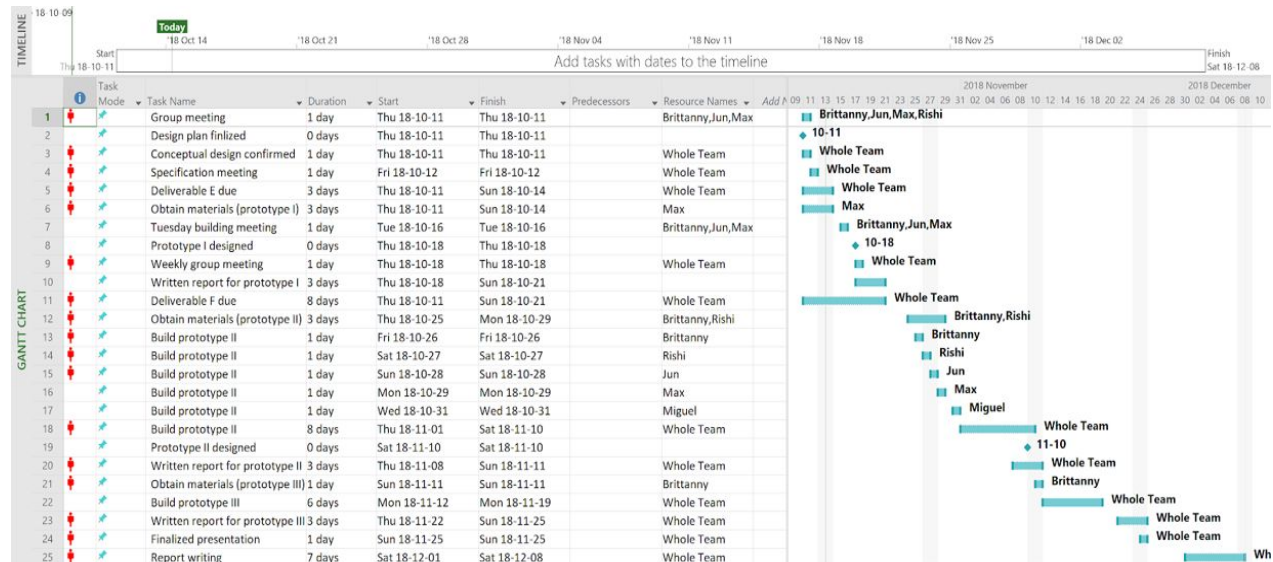 18-10-09
Today
'18 Oct 14 '18 Oct 21 '18 Oct 28 '18 Nov 04 '18 Nov 11 '18 Nov 18 '18 Nov 25 '18 Dec 02
TIMELINE
Start
Thu 18-10-11
Add tasks with dates to the timeline
Finish
Sat 18-12-08
GANTT CHART
Task Mode Task Name Duration Start Finish Predecessors Resource Names Add
2018 November 2018 December
09 11 13 15 17 19 21 23 25 27 29 31 02 04 06 08 10 12 14 16 18 20 22 24 26 28 30 02 04 06 08 10
1 Group meeting 1 day Thu 18-10-11 Thu 18-10-11 Brittanny,Jun,Max Brittanny,Jun,Max,Rishi
2 Design plan finlized 0 days Thu 18-10-11 Thu 18-10-11 10-11
3 Conceptual design confirmed 1 day Thu 18-10-11 Thu 18-10-11 Whole Team Whole Team
4 Specification meeting 1 day Fri 18-10-12 Fri 18-10-12 Whole Team Whole Team
5 Deliverable E due 3 days Thu 18-10-11 Sun 18-10-14 Whole Team Whole Team
6 Obtain materials (prototype I) 3 days Thu 18-10-11 Sun 18-10-14 Max Max
7 Tuesday building meeting 1 day Tue 18-10-16 Tue 18-10-16 Brittanny,Jun,Max Brittanny,Jun,Max
8 Prototype I designed 0 days Thu 18-10-18 Thu 18-10-18 10-18
9 Weekly group meeting 1 day Thu 18-10-18 Thu 18-10-18 Whole Team Whole Team
10 Written report for prototype I 3 days Thu 18-10-18 Sun 18-10-21
11 Deliverable F due 8 days Thu 18-10-11 Sun 18-10-21 Whole Team Whole Team
12 Obtain materials (prototype II) 3 days Thu 18-10-25 Mon 18-10-29 Brittanny,Rishi Brittanny,Rishi
13 Build prototype II 1 day Fri 18-10-26 Fri 18-10-26 Brittanny Brittanny
14 Build prototype II 1 day Sat 18-10-27 Sat 18-10-27 Rishi Rishi
15 Build prototype II 1 day Sun 18-10-28 Sun 18-10-28 Jun Jun
16 Build prototype II 1 day Mon 18-10-29 Mon 18-10-29 Max Max
17 Build prototype II 1 day Wed 18-10-31 Wed 18-10-31 Miguel Miguel
18 Build prototype II 8 days Thu 18-11-01 Sat 18-11-10 Whole Team Whole Team
19 Prototype II designed 0 days Sat 18-11-10 Sat 18-11-10 11-10
20 Written report for prototype II 3 days Thu 18-11-08 Sun 18-11-11 Whole Team Whole Team
21 Obtain materials (prototype III) 1 day Sun 18-11-11 Sun 18-11-11 Brittanny Brittanny
22 Build prototype III 6 days Mon 18-11-12 Mon 18-11-19 Whole Team Whole Team
23 Written report for prototype III 3 days Thu 18-11-22 Sun 18-11-25 Whole Team Whole Team
24 Finalized presentation 1 day Sun 18-11-25 Sun 18-11-25 Whole Team Whole Team
25 Report writing 7 days Sat 18-12-01 Sat 18-12-08 Whole Team Wh